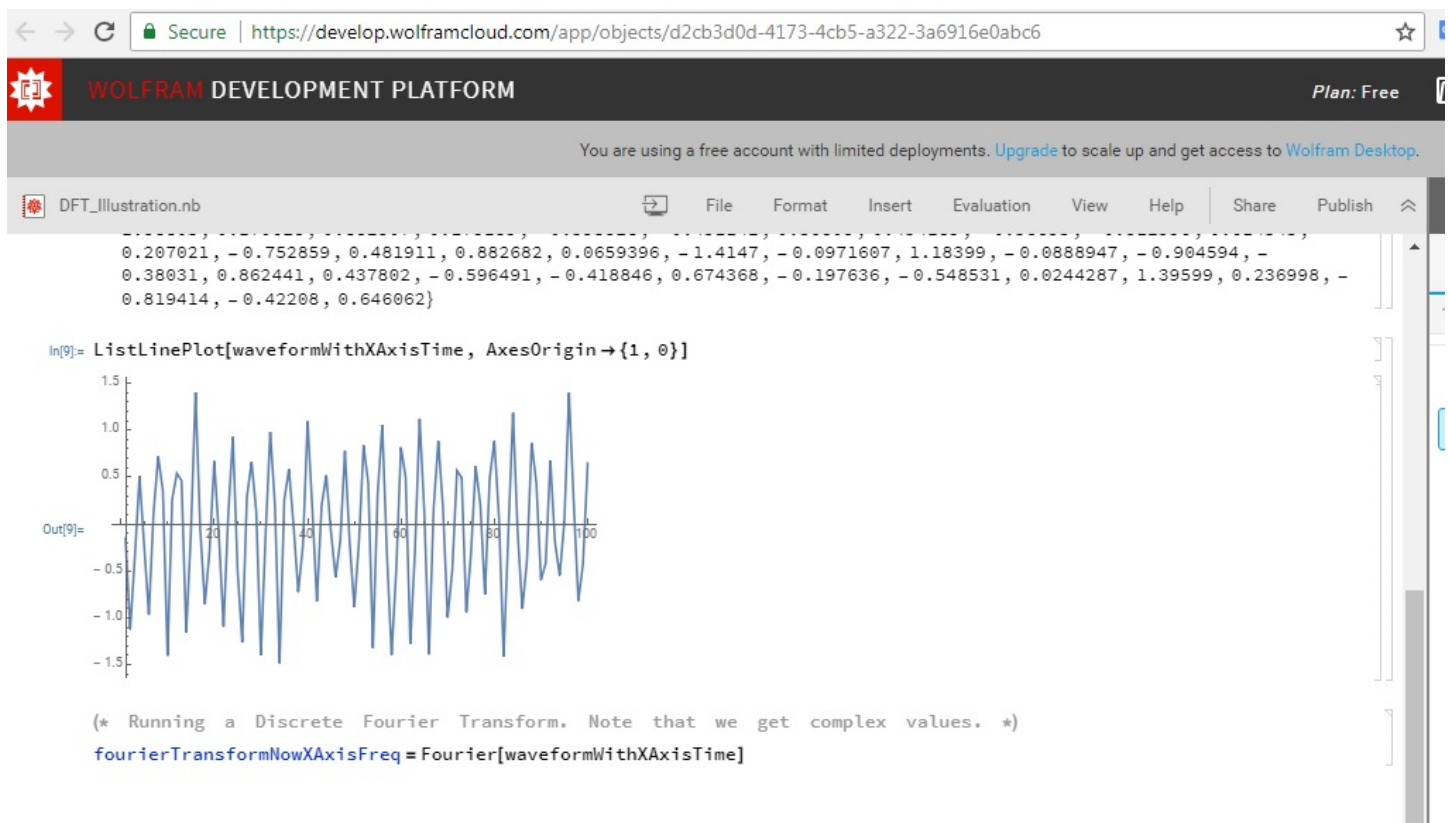 Secure | https://develop.wolframcloud.com/app/objects/d2cb3d0d-4173-4cb5-a322-3a6916e0abc6
WOLFRAM DEVELOPMENT PLATFORM Plan: Free
You are using a free account with limited deployments. Upgrade to scale up and get access to Wolfram Desktop.
DFT_Illustration.nb File Format Insert Evaluation View Help Share Publish
0.207021, -0.752859, 0.481911, 0.882682, 0.0659396, -1.4147, -0.0971607, 1.18399, -0.0888947, -0.904594, -
0.38031, 0.862441, 0.437802, -0.596491, -0.418846, 0.674368, -0.197636, -0.548531, 0.0244287, 1.39599, 0.236998, -
0.819414, -0.42208, 0.646062}
In[9]:= ListLinePlot[waveformWithXAxisTime, AxesOrigin→{1, 0}]
1.5
1.0
0.5
Out[9]=
20 40 60 80 100
-0.5
-1.0
-1.5
(* Running a Discrete Fourier Transform. Note that we get complex values. *)
fourierTransformNowXAxisFreq = Fourier[waveformWithXAxisTime]